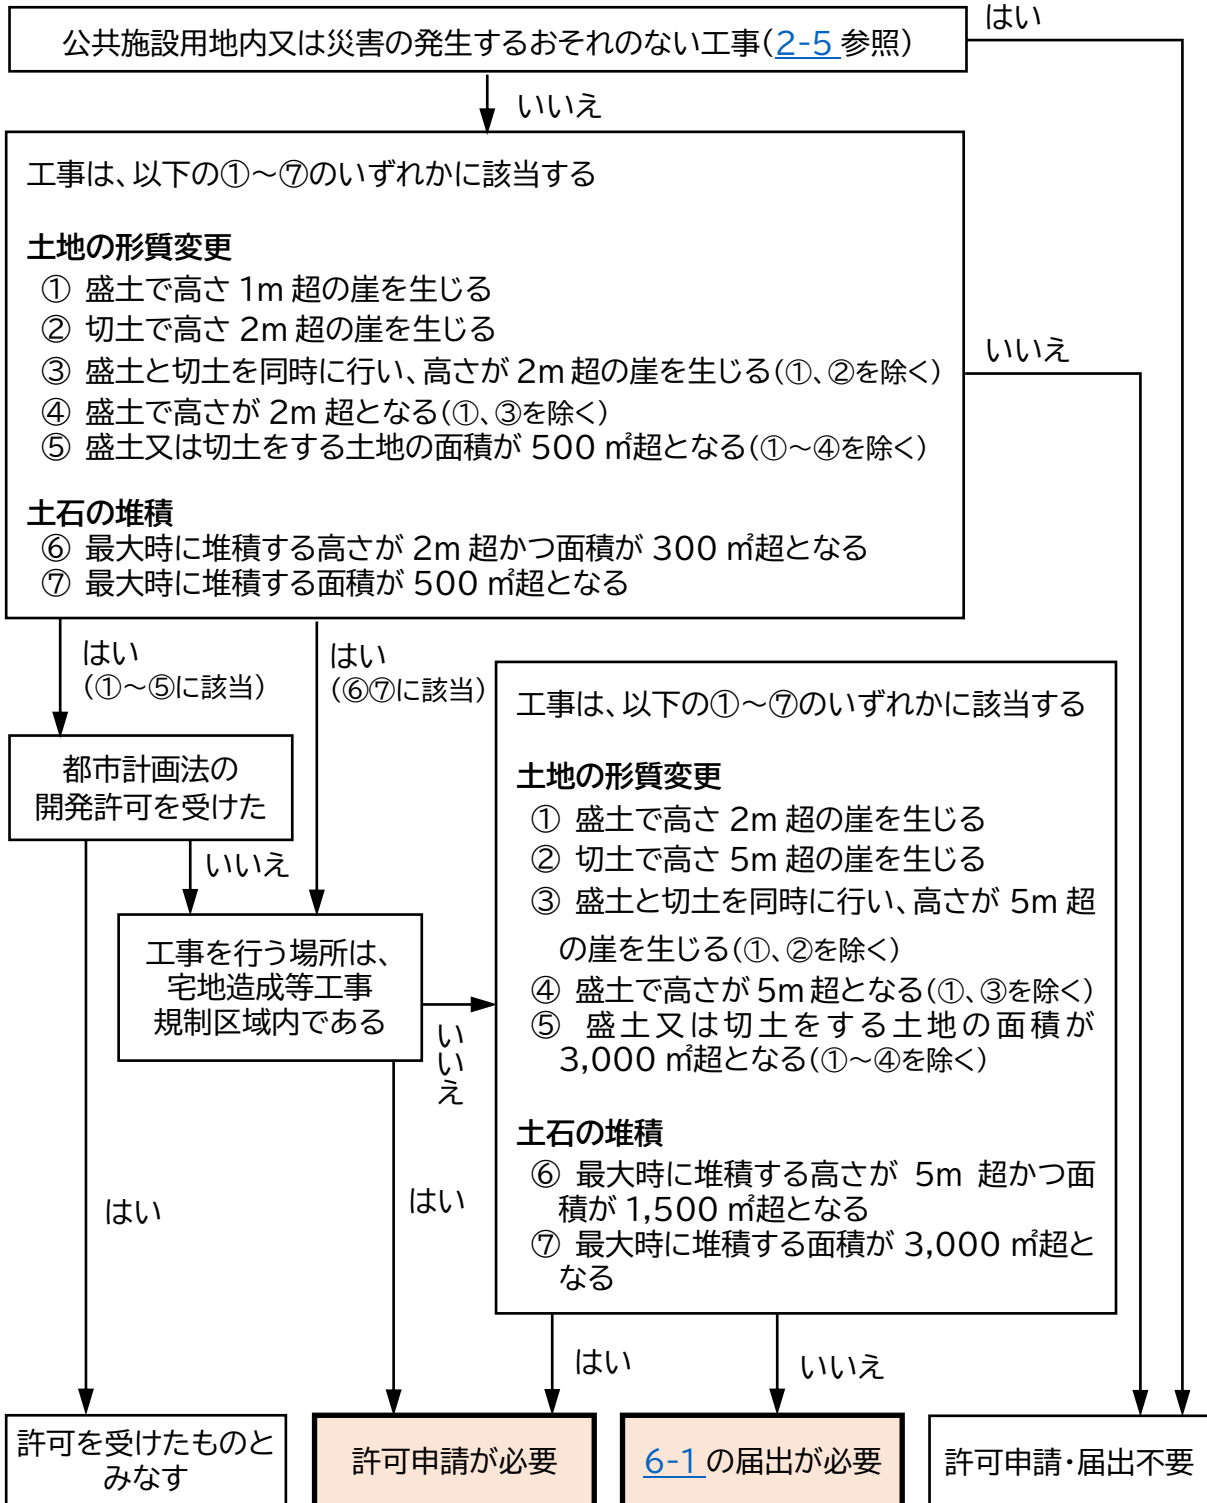 はい
公共施設用地内又は災害の発生するおそれのない工事(2-5 参照)
いいえ
工事は、以下の①～⑦のいずれかに該当する
土地の形質変更
① 盛土で高さ 1m 超の崖を生じる
② 切土で高さ 2m 超の崖を生じる
③ 盛土と切土を同時に行い、高さが 2m 超の崖を生じる(①、②を除く)
④ 盛土で高さが 2m 超となる(①、③を除く)
⑤ 盛土又は切土をする土地の面積が 500 ㎡超となる(①～④を除く)
土石の堆積
⑥ 最大時に堆積する高さが 2m 超かつ面積が 300 ㎡超となる
⑦ 最大時に堆積する面積が 500 ㎡超となる
いいえ
はい
(①～⑤に該当)
はい
(⑥⑦に該当)
都市計画法の
開発許可を受けた
いいえ
工事を行う場所は、
宅地造成等工事
規制区域内である
いいえ
工事は、以下の①～⑦のいずれかに該当する
土地の形質変更
① 盛土で高さ 2m 超の崖を生じる
② 切土で高さ 5m 超の崖を生じる
③ 盛土と切土を同時に行い、高さが 5m 超
の崖を生じる(①、②を除く)
④ 盛土で高さが 5m 超となる(①、③を除く)
⑤ 盛土又は切土をする土地の面積が
3,000 ㎡超となる(①～④を除く)
土石の堆積
⑥ 最大時に堆積する高さが 5m 超かつ面
積が 1,500 ㎡超となる
⑦ 最大時に堆積する面積が 3,000 ㎡超と
なる
はい
はい
はい
いいえ
許可を受けたものと
みなす
許可申請が必要
6-1 の届出が必要
許可申請・届出不要